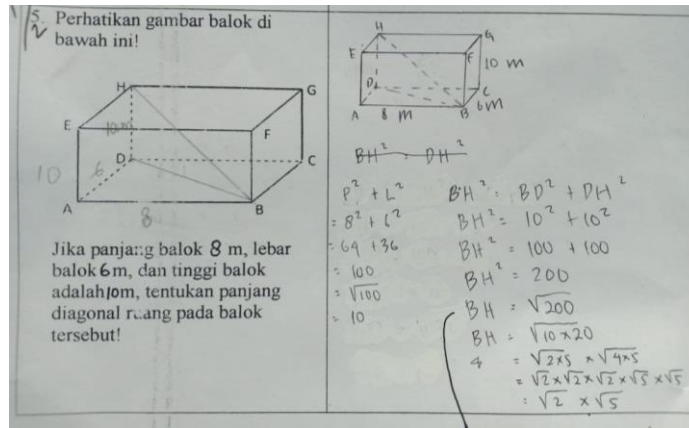 5. Perhatikan gambar balok di
2
bawah ini!
H
G
E
10 m
F
D
C
10
6
A
B
8
Jika panjang balok 8 m, lebar
balok 6 m, dan tinggi balok
adalah 10m, tentukan panjang
diagonal ruang pada balok
tersebut!
H
G
E
F
10 m
D
C
6m
A
8 m
B
BH² = DH²
P² + L²
= 8² + 6²
= 64 + 36
= 100
= √100
= 10
BH² = BD² + DH²
BH² = 10² + 10²
BH² = 100 + 100
BH² = 200
BH = √200
BH = √10×20
= √2×5 × √4×5
= √2×√2×√2×√5×√5
= √2 × √5